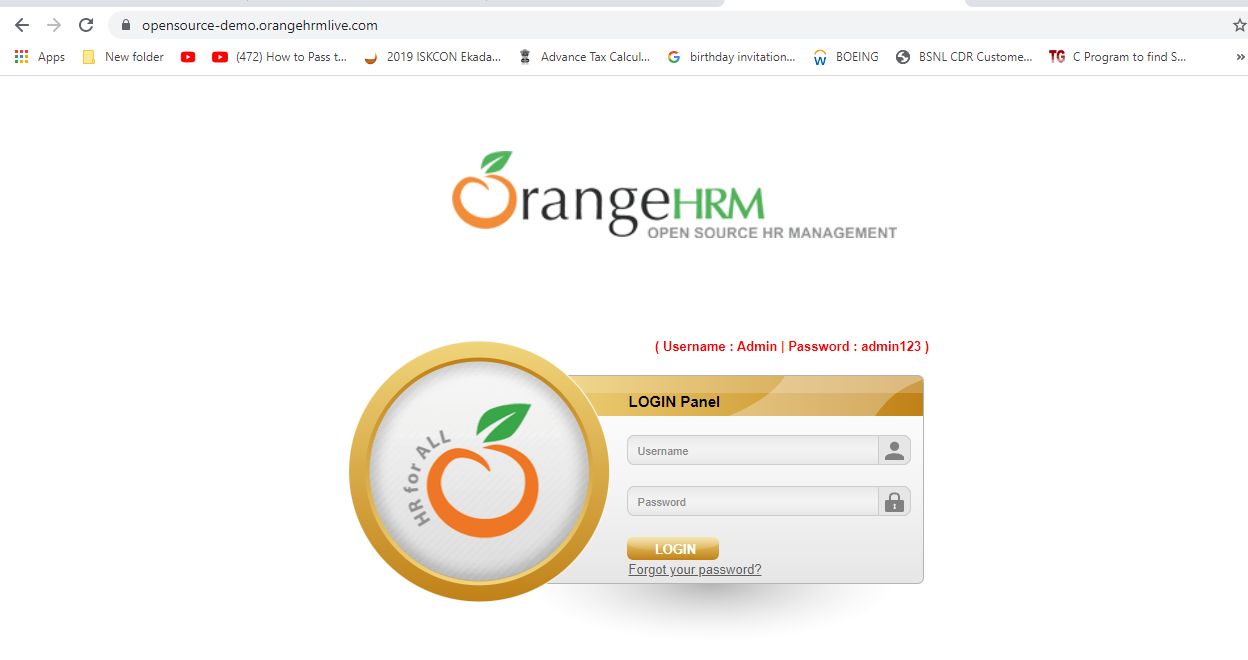 opensource-demo.orangehrmlive.com
Apps New folder (472) How to Pass t... 2019 ISKCON Ekada... Advance Tax Calcul... G birthday invitation... W BOEING BSNL CDR Custome... TG C Program to find S... »
OrangeHRM
OPEN SOURCE HR MANAGEMENT
( Username : Admin | Password : admin123 )
HR for ALL
LOGIN Panel
Username
Password
LOGIN
Forgot your password?